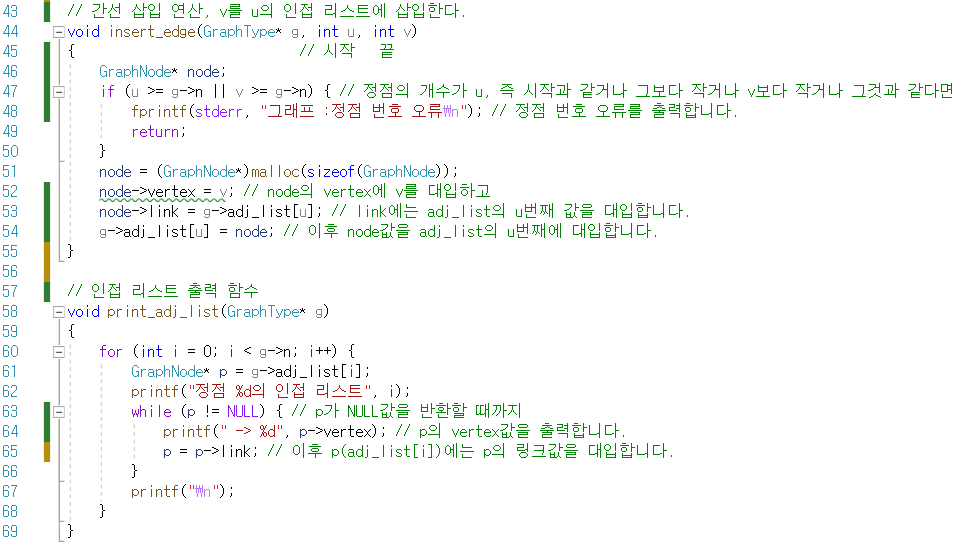 43 // 간선 삽입 연산, v를 u의 인접 리스트에 삽입한다.
44 void insert_edge(GraphType* g, int u, int v)
45 { // 시작 끝
46 GraphNode* node;
47 if (u >= g->n || v >= g->n) { // 정점의 개수가 u, 즉 시작과 같거나 그보다 작거나 v보다 작거나 그것과 같다면
48 fprintf(stderr, "그래프 :정점 번호 오류₩n"); // 정점 번호 오류를 출력합니다.
49 return;
50 }
51 node = (GraphNode*)malloc(sizeof(GraphNode));
52 node->vertex = v; // node의 vertex에 v를 대입하고
53 node->link = g->adj_list[u]; // link에는 adj_list의 u번째 값을 대입합니다.
54 g->adj_list[u] = node; // 이후 node값을 adj_list의 u번째에 대입합니다.
55 }
56
57 // 인접 리스트 출력 함수
58 void print_adj_list(GraphType* g)
59 {
60 for (int i = 0; i < g->n; i++) {
61 GraphNode* p = g->adj_list[i];
62 printf("정점 %d의 인접 리스트", i);
63 while (p != NULL) { // p가 NULL값을 반환할 때까지
64 printf(" -> %d", p->vertex); // p의 vertex값을 출력합니다.
65 p = p->link; // 이후 p(adj_list[i])에는 p의 링크값을 대입합니다.
66 }
67 printf("₩n");
68 }
69 }